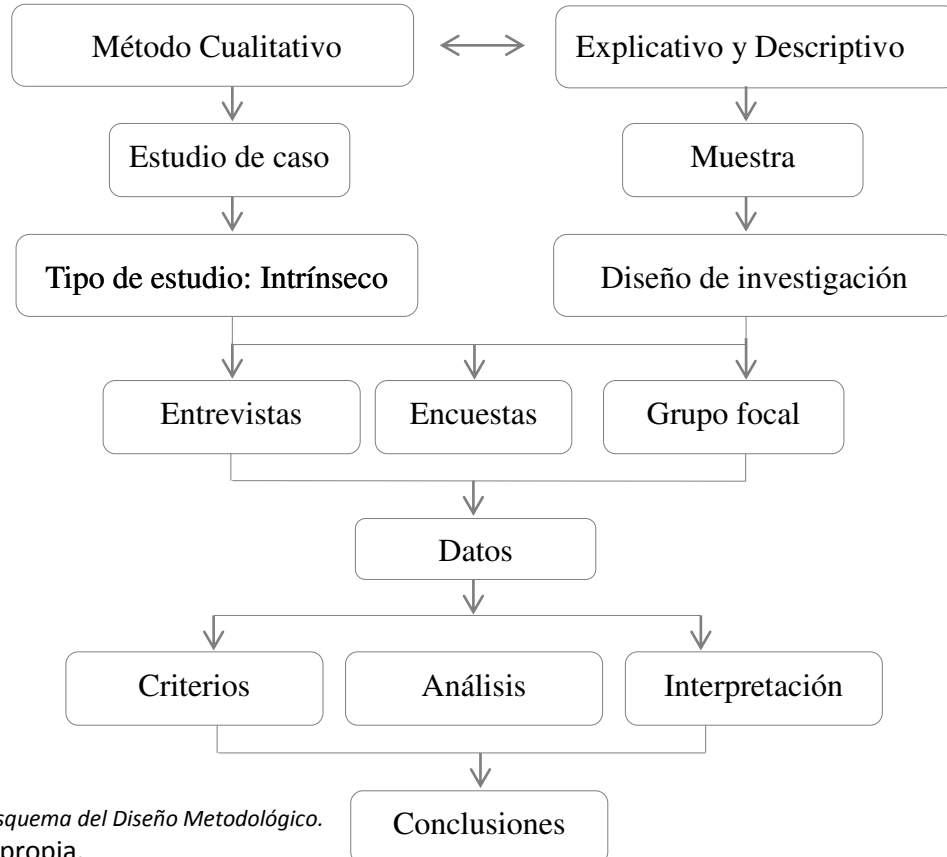 Método Cualitativo
Explicativo y Descriptivo
Estudio de caso
Muestra
Tipo de estudio: Intrínseco
Diseño de investigación
Entrevistas
Encuestas
Grupo focal
Datos
Criterios
Análisis
Interpretación
squema del Diseño Metodológico.
propia.
Conclusiones